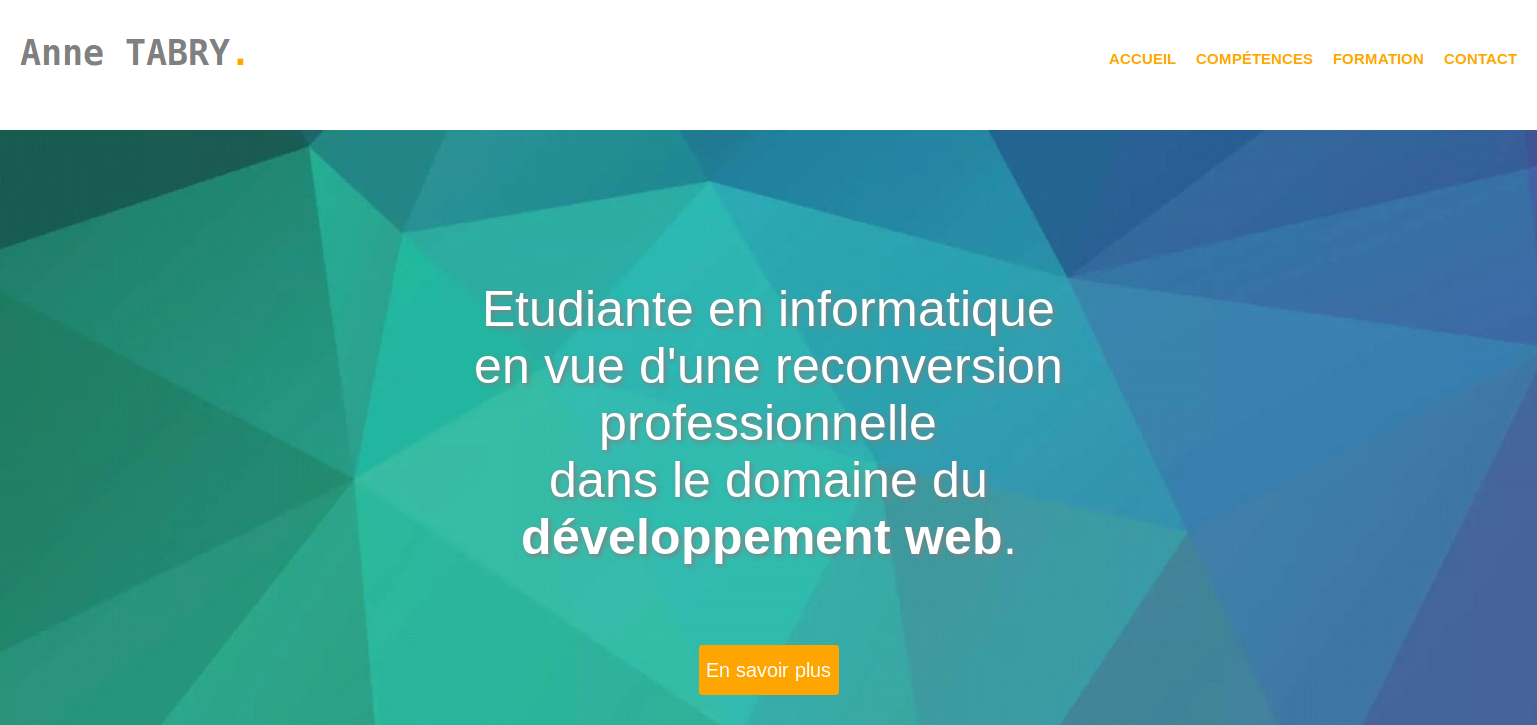 Anne TABRY.
ACCUEIL COMPÉTENCES FORMATION CONTACT
Etudiante en informatique
en vue d'une reconversion
professionnelle
dans le domaine du
développement web.
En savoir plus